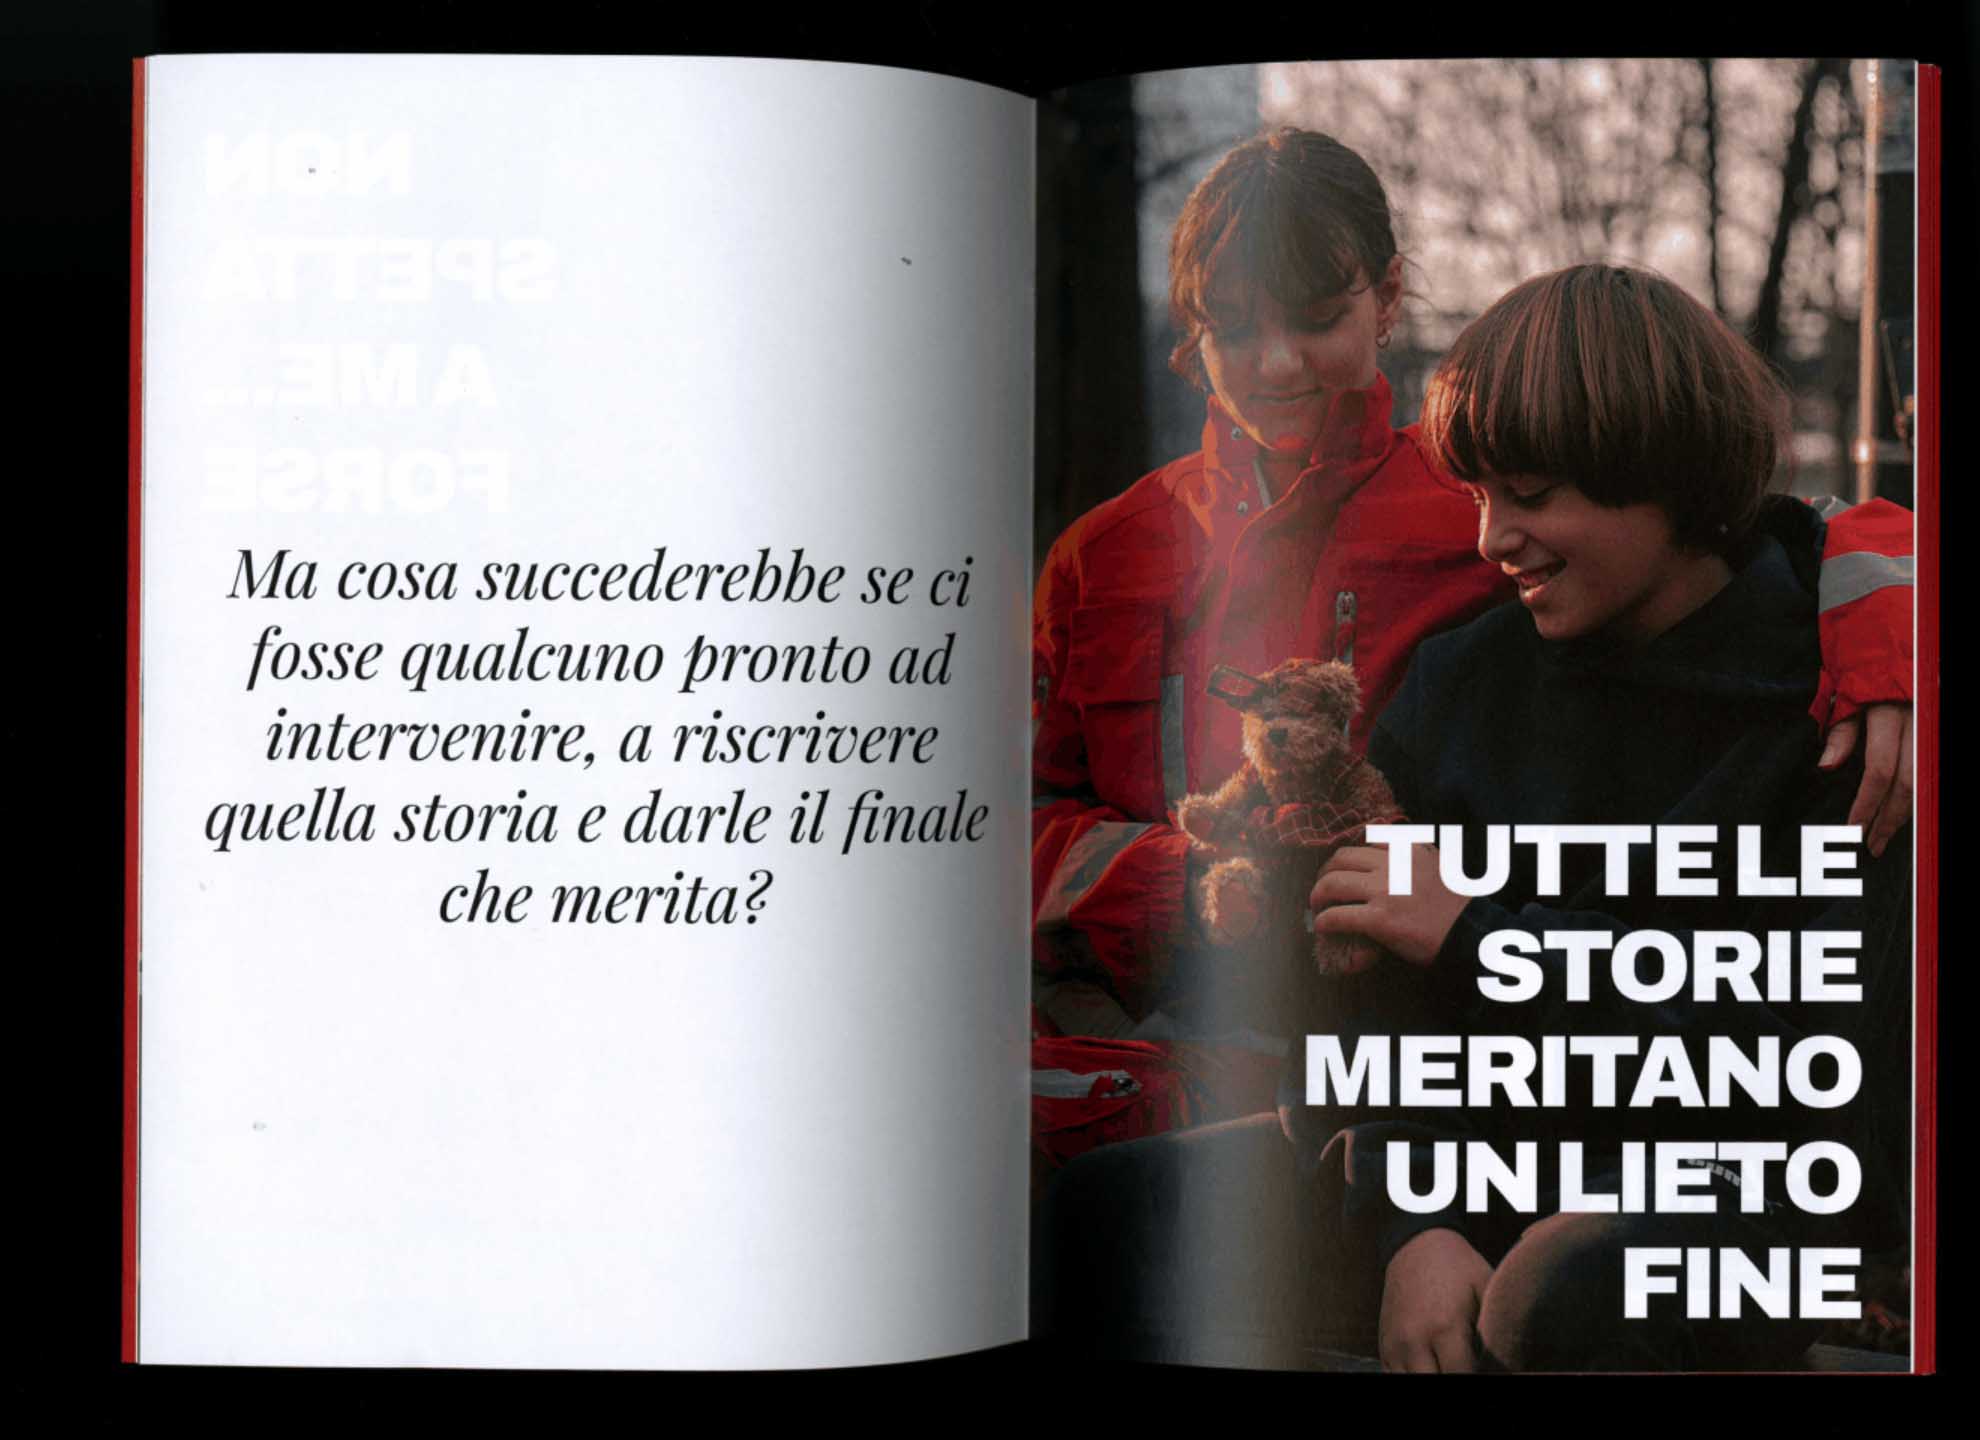 NON
SPETTA
A ME...
FORSE
Ma cosa succederebbe se ci
fosse qualcuno pronto ad
intervenire, a riscrivere
quella storia e darle il finale
che merita?
TUTTE LE
STORIE
MERITANO
UN LIETO
FINE